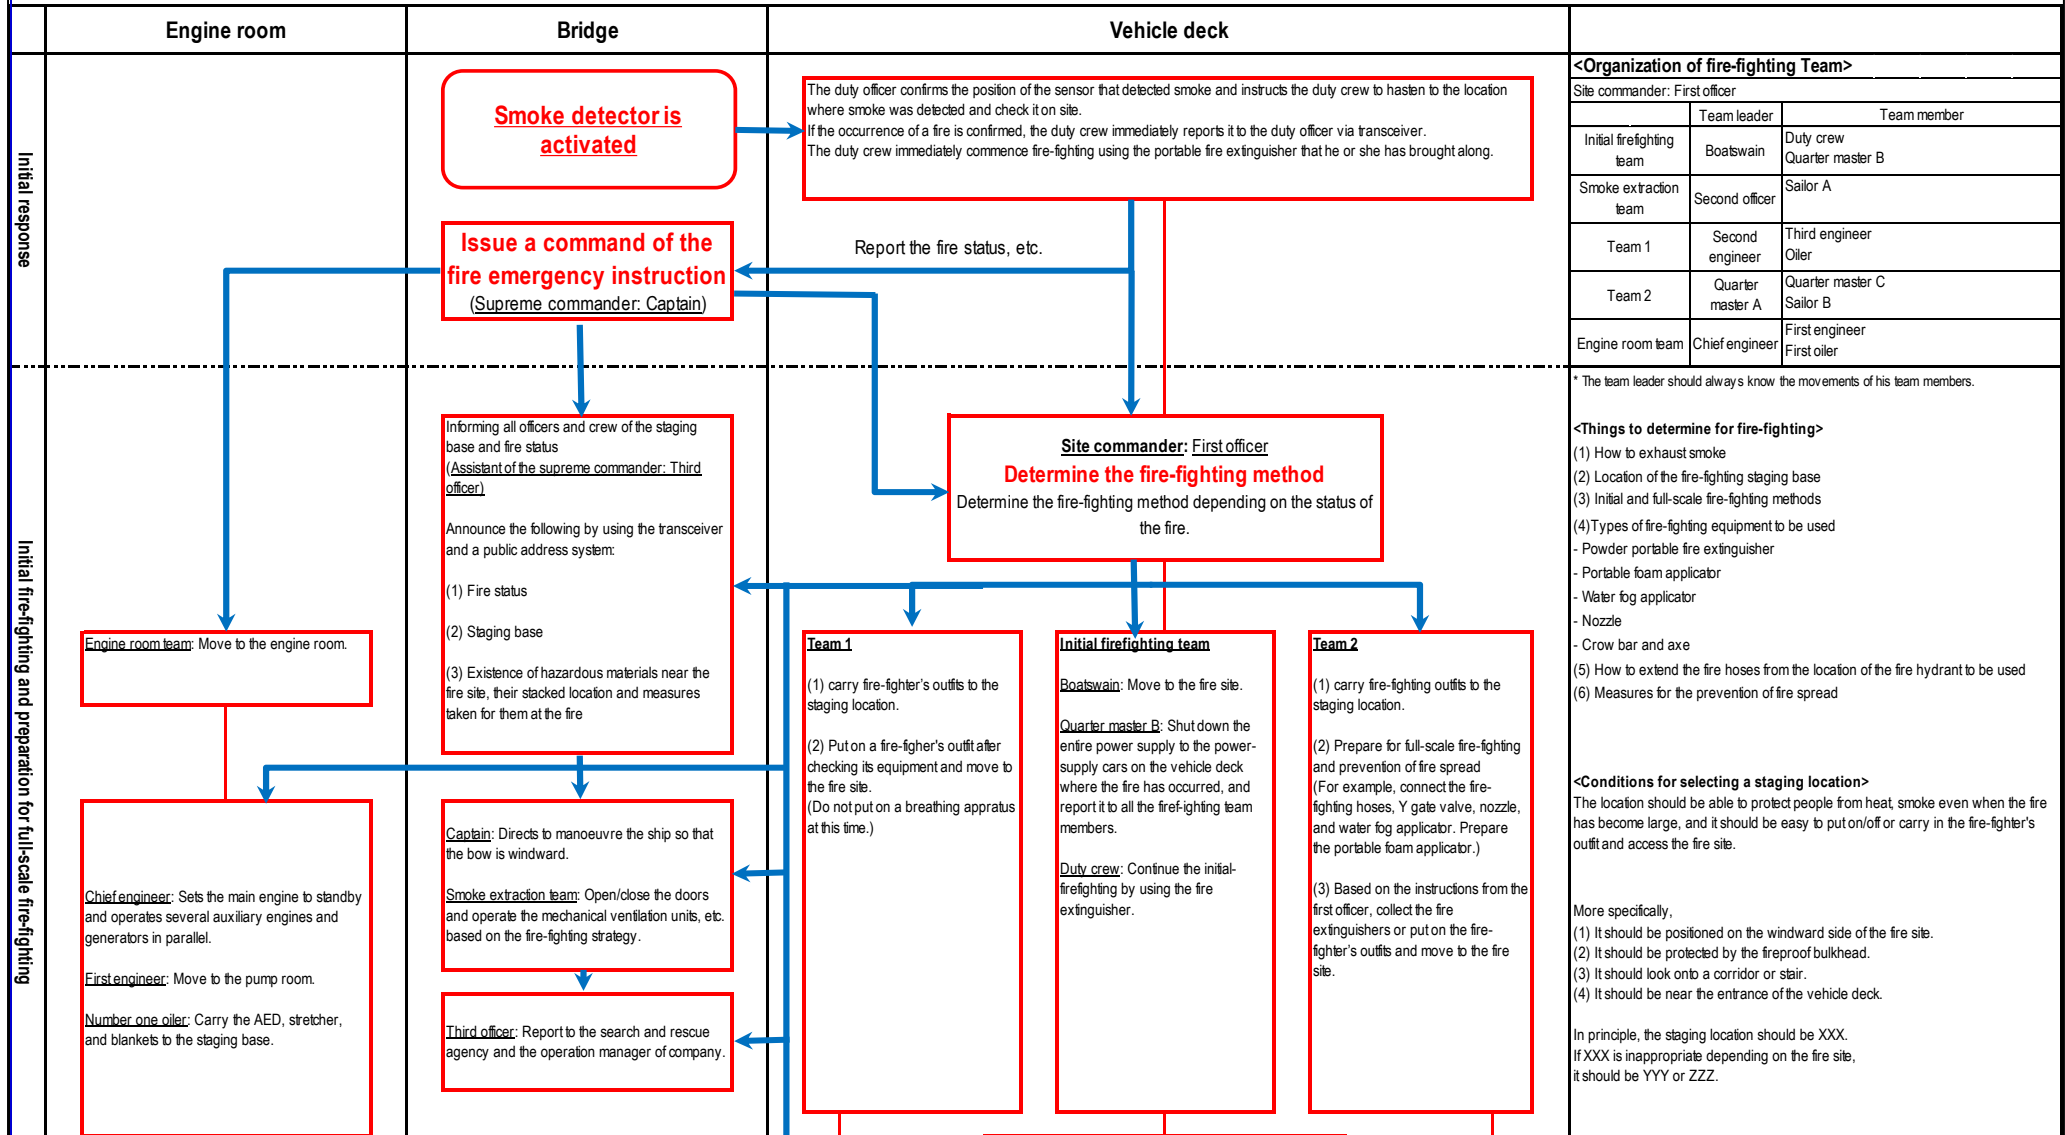 Engine room
Bridge
Vehicle deck
Initial response
Smoke detector is
activated
The duty officer confirms the position of the sensor that detected smoke and instructs the duty crew to hasten to the location
where smoke was detected and check it on site.
If the occurrence of a fire is confirmed, the duty crew immediately reports it to the duty officer via transceiver.
The duty crew immediately commence fire-fighting using the portable fire extinguisher that he or she has brought along.
Issue a command of the
fire emergency instruction
(Supreme commander: Captain)
Report the fire status, etc.
Initial fire-fighting and preparation for full-scale fire-fighting
Informing all officers and crew of the staging
base and fire status
(Assistant of the supreme commander: Third
officer)
Announce the following by using the transceiver
and a public address system:
(1) Fire status
(2) Staging base
(3) Existence of hazardous materials near the
fire site, their stacked location and measures
taken for them at the fire
Site commander: First officer
Determine the fire-fighting method
Determine the fire-fighting method depending on the status of
the fire.
Engine room team: Move to the engine room.
Chief engineer: Sets the main engine to standby
and operates several auxiliary engines and
generators in parallel.
First engineer: Move to the pump room.
Number one oiler: Carry the AED, stretcher,
and blankets to the staging base.
Captain: Directs to manoeuvre the ship so that
the bow is windward.
Smoke extraction team: Open/close the doors
and operate the mechanical ventilation units, etc.
based on the fire-fighting strategy.
Third officer: Report to the search and rescue
agency and the operation manager of company.
Team 1
(1) carry fire-fighter's outfits to the
staging location.
(2) Put on a fire-figher's outfit after
checking its equipment and move to
the fire site.
(Do not put on a breathing appratus
at this time.)
Initial firefighting team
Boatswain: Move to the fire site.
Quarter master B: Shut down the
entire power supply to the power-
supply cars on the vehicle deck
where the fire has occurred, and
report it to all the firef-ighting team
members.
Duty crew: Continue the initial-
firefighting by using the fire
extinguisher.
Team 2
(1) carry fire-fighting outfits to the
staging location.
(2) Prepare for full-scale fire-fighting
and prevention of fire spread
(For example, connect the fire-
fighting hoses, Y gate valve, nozzle,
and water fog applicator. Prepare
the portable foam applicator.)
(3) Based on the instructions from the
first officer, collect the fire
extinguishers or put on the fire-
fighter's outfits and move to the fire
site.
<Organization of fire-fighting Team>
Site commander: First officer
Team leader
Team member
Initial firefighting
team
Boatswain
Duty crew
Quarter master B
Smoke extraction
team
Second officer
Sailor A
Team 1
Second
engineer
Third engineer
Oiler
Team 2
Quarter
master A
Quarter master C
Sailor B
Engine room team
Chief engineer
First engineer
First oiler
* The team leader should always know the movements of his team members.
<Things to determine for fire-fighting>
(1) How to exhaust smoke
(2) Location of the fire-fighting staging base
(3) Initial and full-scale fire-fighting methods
(4)Types of fire-fighting equipment to be used
- Powder portable fire extinguisher
- Portable foam applicator
- Water fog applicator
- Nozzle
- Crow bar and axe
(5) How to extend the fire hoses from the location of the fire hydrant to be used
(6) Measures for the prevention of fire spread
<Conditions for selecting a staging location>
The location should be able to protect people from heat, smoke even when the fire
has become large, and it should be easy to put on/off or carry in the fire-fighter's
outfit and access the fire site.
More specifically,
(1) It should be positioned on the windward side of the fire site.
(2) It should be protected by the fireproof bulkhead.
(3) It should look onto a corridor or stair.
(4) It should be near the entrance of the vehicle deck.
In principle, the staging location should be XXX.
If XXX is inappropriate depending on the fire site,
it should be YYY or ZZZ.